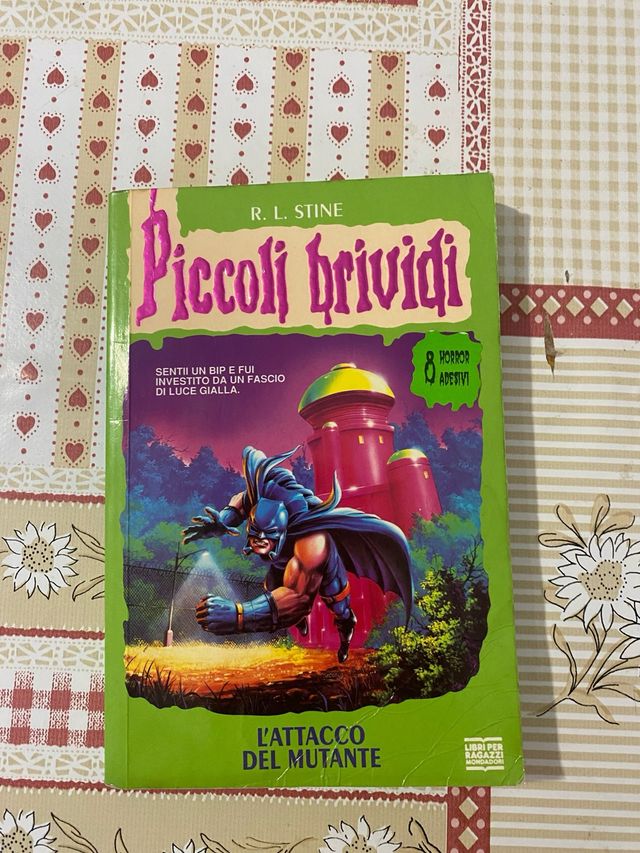 R. L. STINE
Piccoli brividi
SENTII UN BIP E FUI
INVESTITO DA UN FASCIO
DI LUCE GIALLA.
8 HORROR
ADESIVI
L'ATTACCO
DEL MUTANTE
LIBRI PER
RAGAZZI
MONDADORI